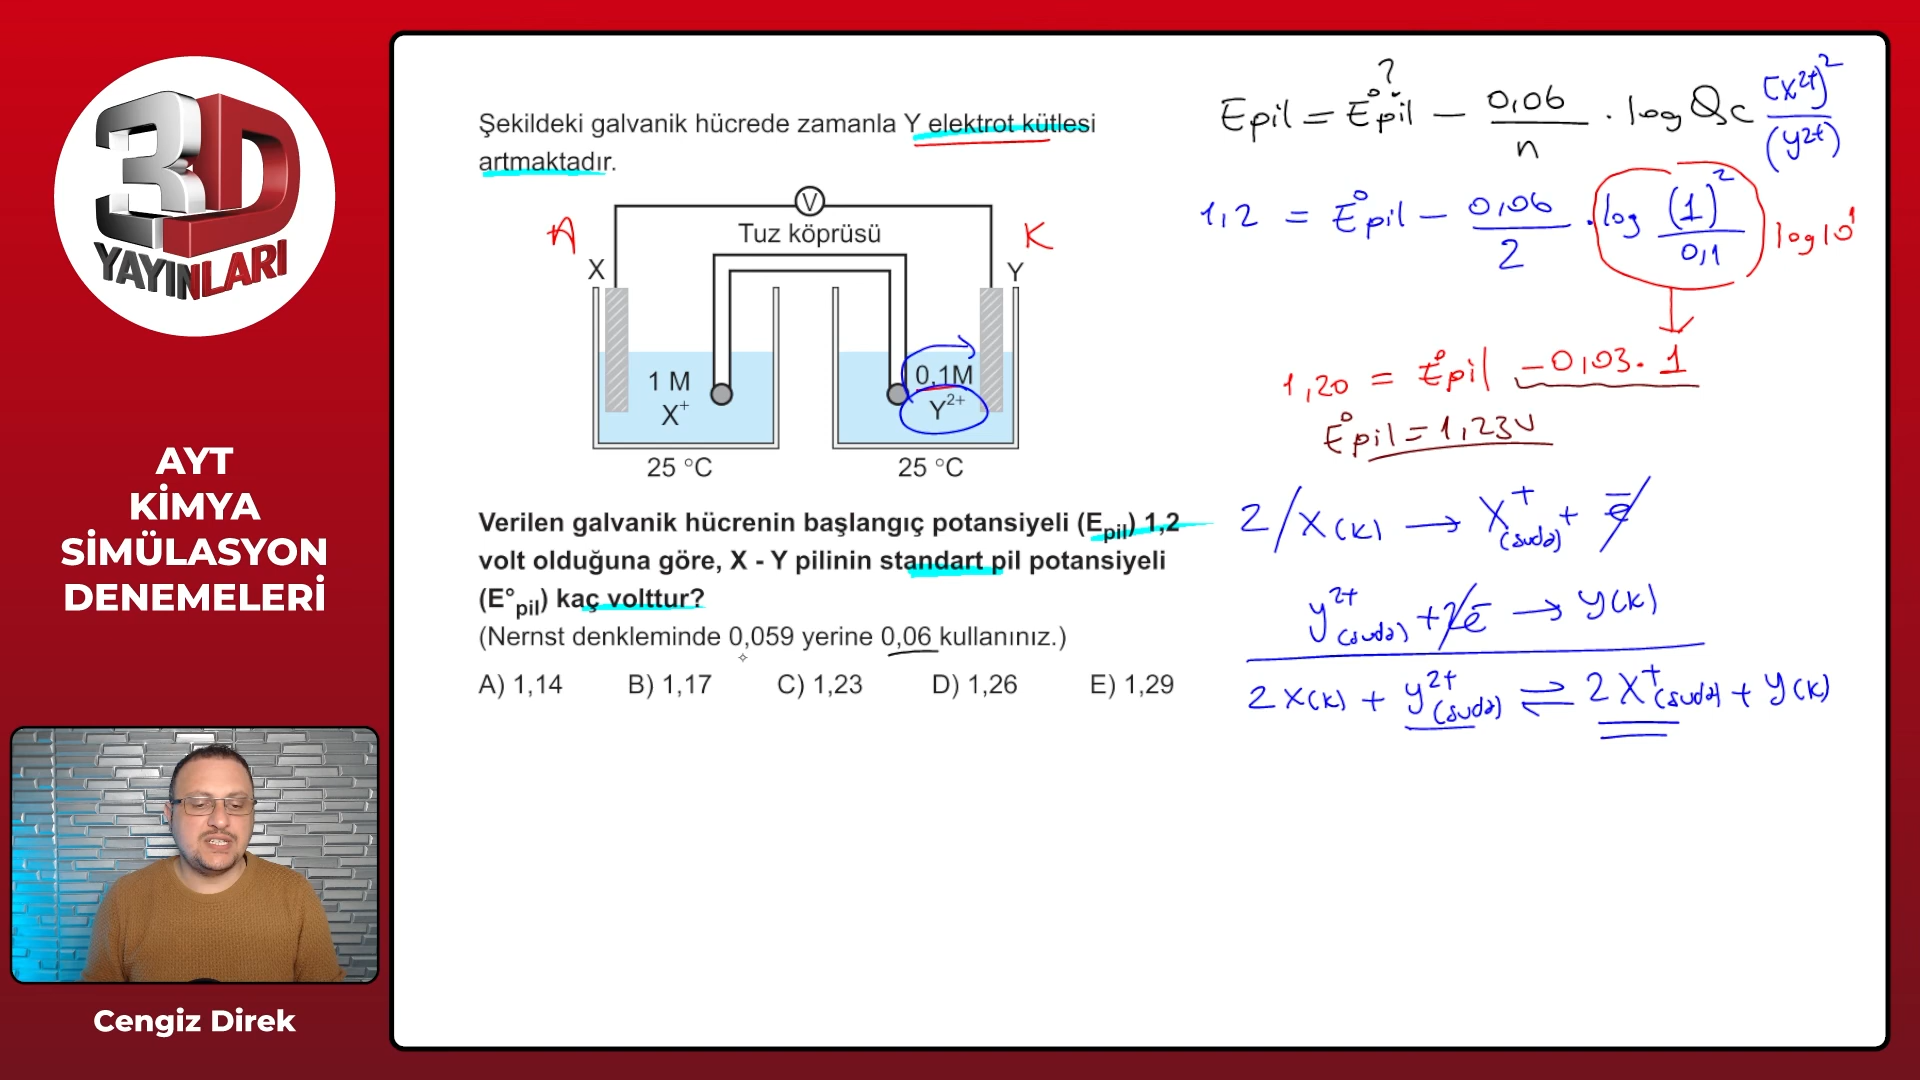 3D
YAYINLARI
AYT
KİMYA
SİMÜLASYON
DENEMELERİ
Cengiz Direk
Şekildeki galvanik hücrede zamanla Y elektrot kütlesi
artmaktadır.
V
Tuz köprüsü
A
K
X
Y
1 M
X⁺
0,1M
Y²⁺
25 °C
25 °C
Verilen galvanik hücrenin başlangıç potansiyeli (Epil) 1,2
volt olduğuna göre, X - Y pilinin standart pil potansiyeli
(E°pil) kaç volttur?
(Nernst denkleminde 0,059 yerine 0,06 kullanınız.)
A) 1,14 B) 1,17 C) 1,23 D) 1,26 E) 1,29
?
Epil = E°pil − 0,06/n . log Qc (X²⁺)²/(Y²⁺)
1,2 = E°pil − 0,06/2 . log (1)²/0,1 log10¹
1,20 = E°pil −0,03. 1
E°pil = 1,23V
2/ X(k) → X⁺(suda) + e⁻
Y²⁺(suda) + 2e⁻ → Y(k)
2X(k) + Y²⁺(suda) ⇌ 2X⁺(suda) + Y(k)